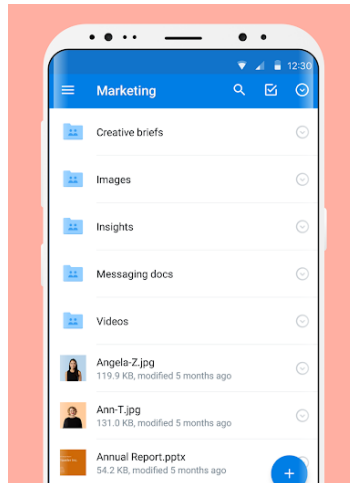 12:30
Marketing
Creative briefs
Images
Insights
Messaging docs
Videos
Angela-Z.jpg
119.9 KB, modified 5 months ago
Ann-T.jpg
131.0 KB, modified 5 months ago
Annual Report.pptx
54.2 KB, modified 5 months ago